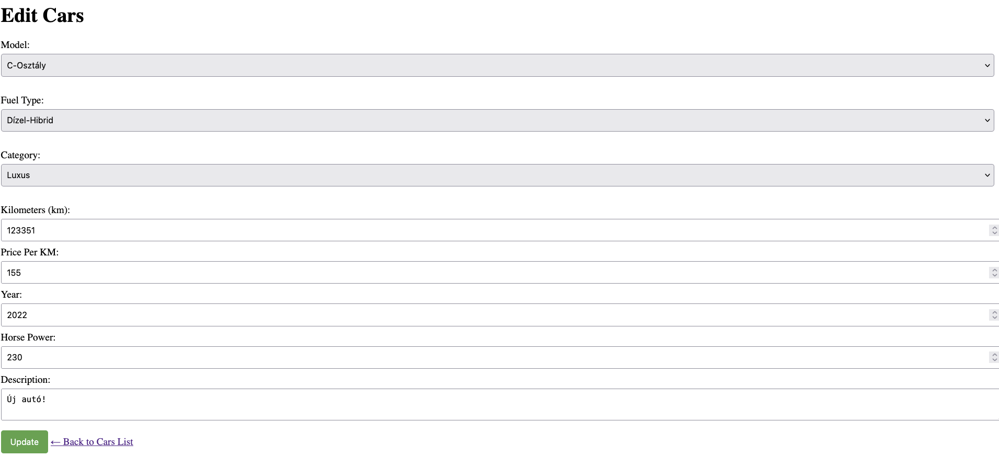 Edit Cars
Model:
C-Osztály
Fuel Type:
Dízel-Hibrid
Category:
Luxus
Kilometers (km):
123351
Price Per KM:
155
Year:
2022
Horse Power:
230
Description:
Új autó!
Update ← Back to Cars List